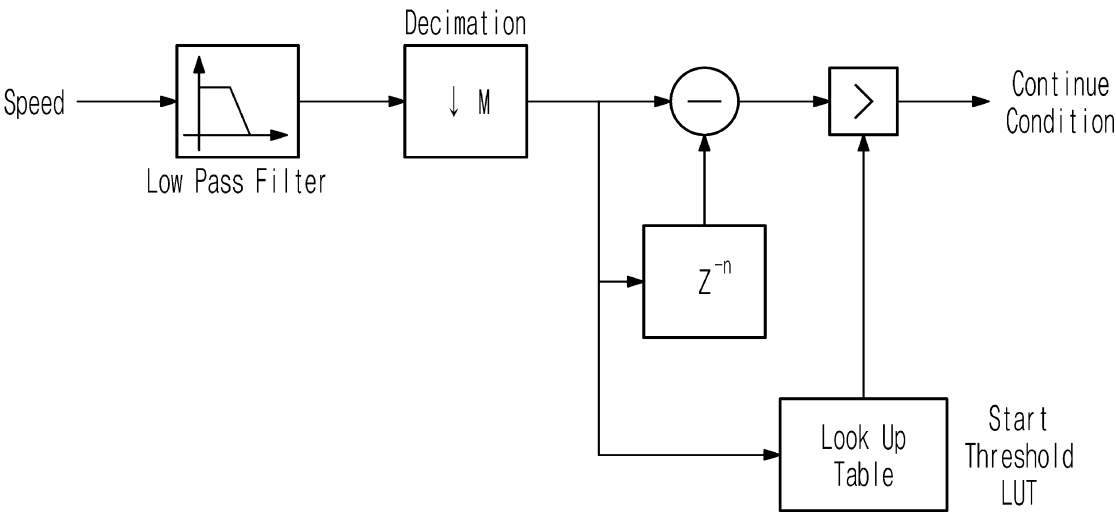 Decimation
Speed
↓ M
−
>
Continue
Condition
Low Pass Filter
Z⁻ⁿ
Look Up
Table
Start
Threshold
LUT